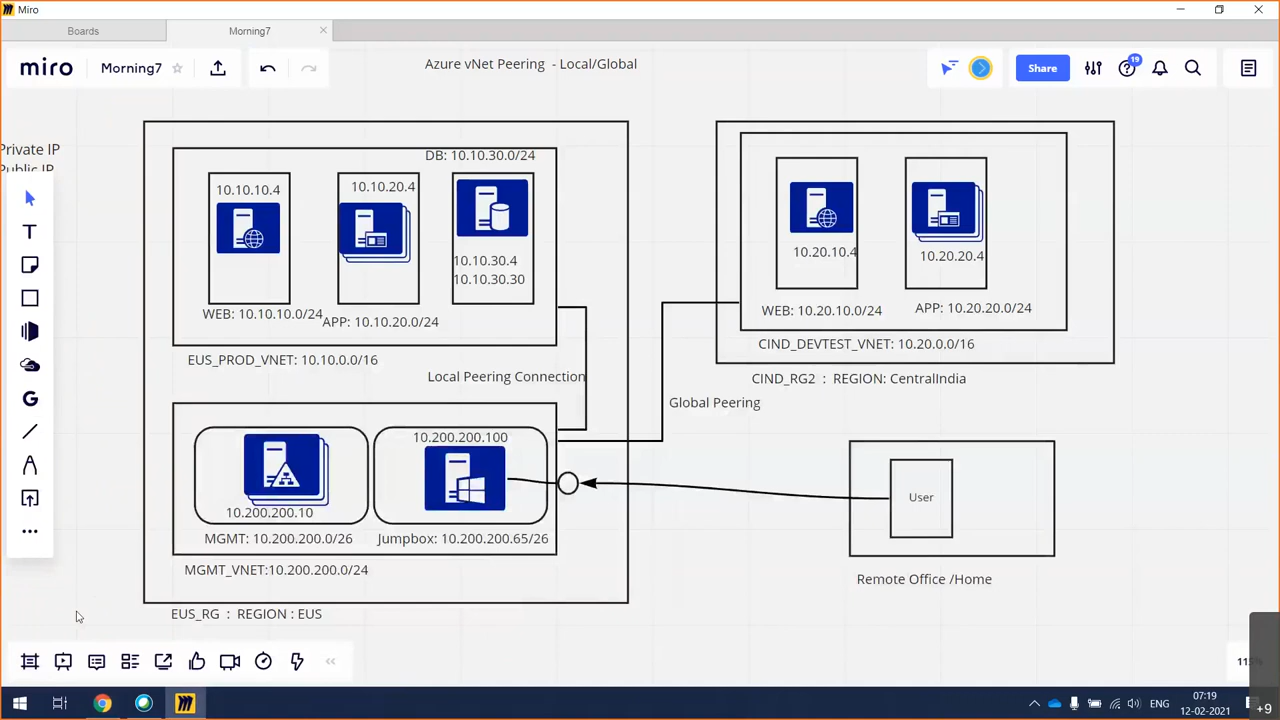 Miro
Boards
Morning7
miro
Morning7
Share
19
Azure vNet Peering - Local/Global
Private IP
Public IP
DB: 10.10.30.0/24
10.10.10.4
10.10.20.4
10.10.30.4
10.10.30.30
WEB: 10.10.10.0/24
APP: 10.10.20.0/24
EUS_PROD_VNET: 10.10.0.0/16
Local Peering Connection
10.20.10.4
10.20.20.4
WEB: 10.20.10.0/24
APP: 10.20.20.0/24
CIND_DEVTEST_VNET: 10.20.0.0/16
CIND_RG2 : REGION: CentralIndia
Global Peering
10.200.200.100
10.200.200.10
MGMT: 10.200.200.0/26
Jumpbox: 10.200.200.65/26
MGMT_VNET:10.200.200.0/24
EUS_RG : REGION : EUS
User
Remote Office /Home
ENG
07:19
12-02-2021
+9